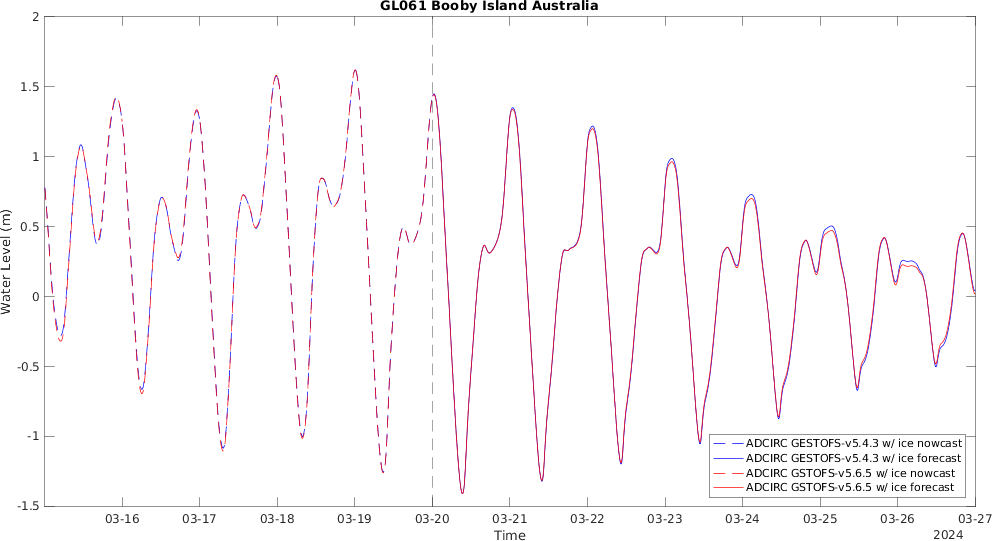 GL061 Booby Island Australia
2
1.5
1
0.5
0
-0.5
-1
-1.5
Water Level (m)
ADCIRC GESTOFS-v5.4.3 w/ ice nowcast
ADCIRC GESTOFS-v5.4.3 w/ ice forecast
ADCIRC GSTOFS-v5.6.5 w/ ice nowcast
ADCIRC GSTOFS-v5.6.5 w/ ice forecast
03-16 03-17 03-18 03-19 03-20 03-21 03-22 03-23 03-24 03-25 03-26 03-27
Time
2024